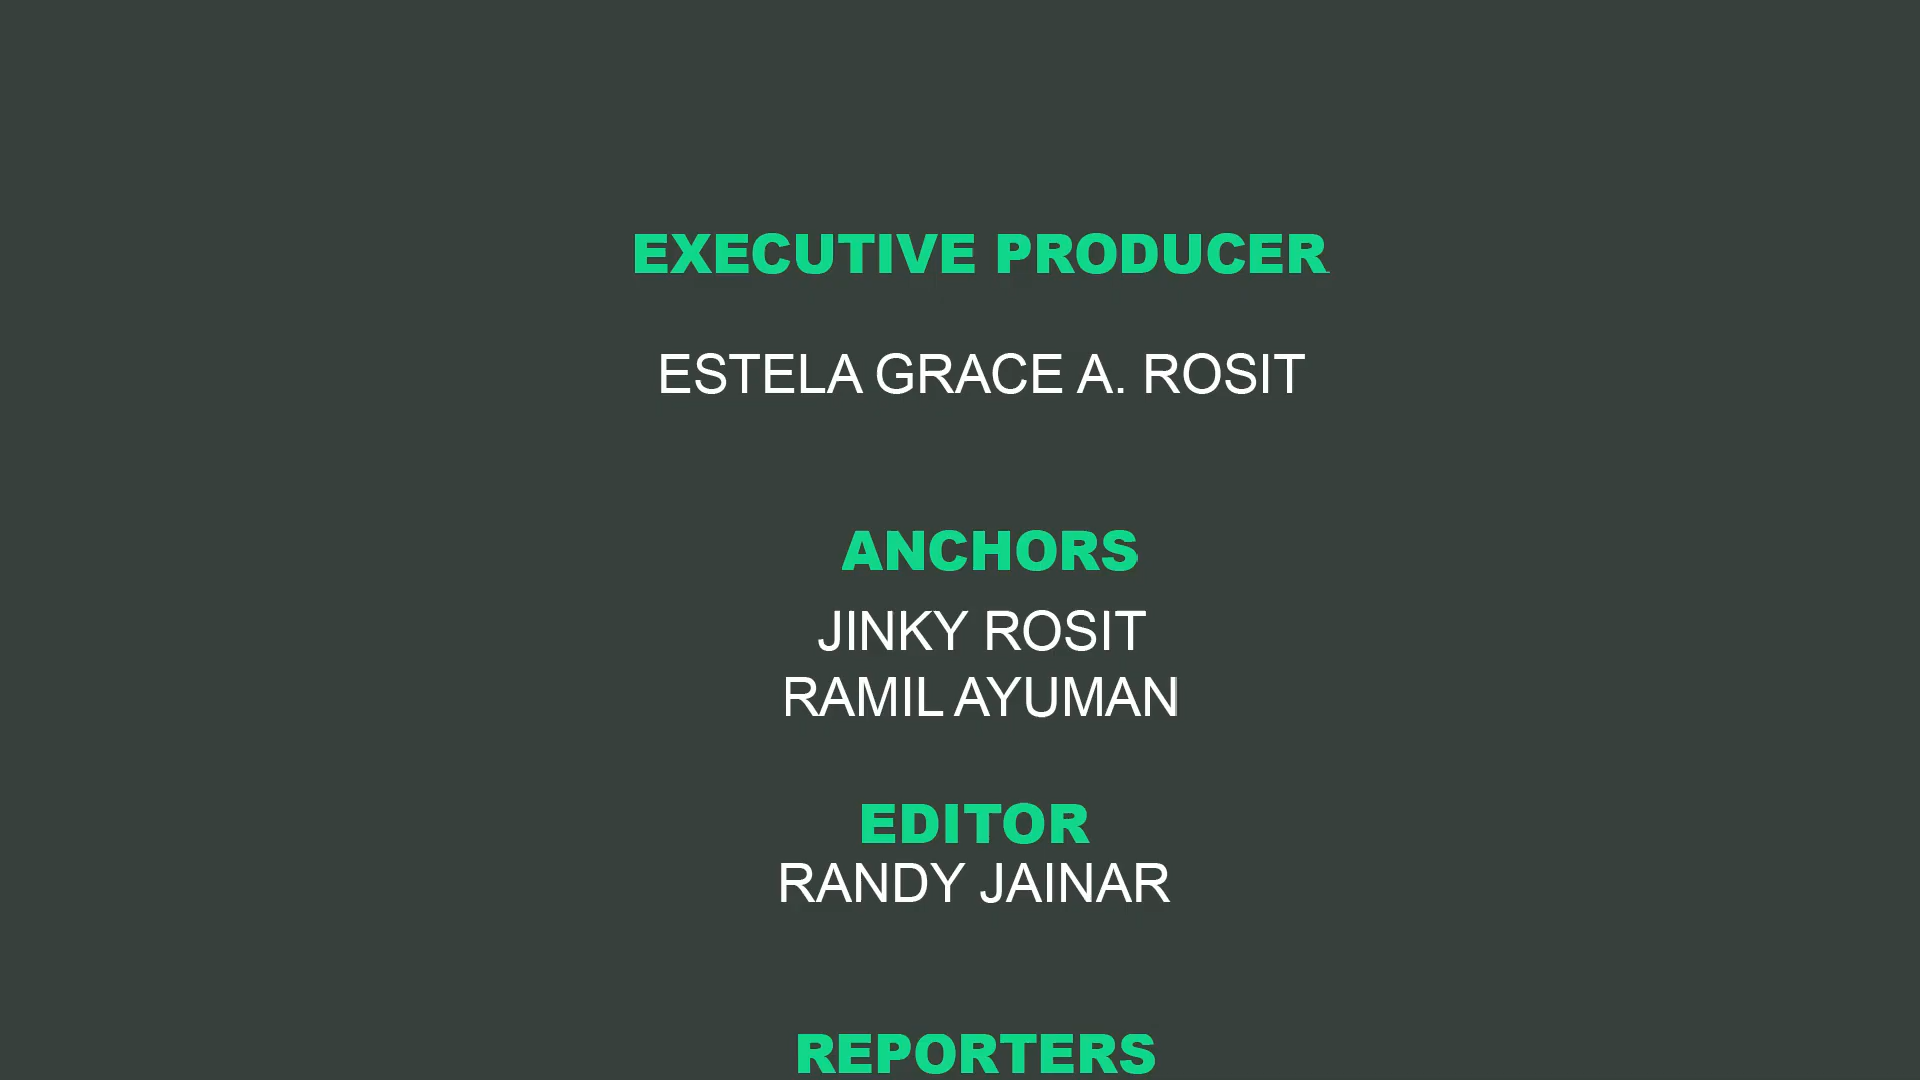 EXECUTIVE PRODUCER
ESTELA GRACE A. ROSIT
ANCHORS
JINKY ROSIT
RAMIL AYUMAN
EDITOR
RANDY JAINAR
REPORTERS